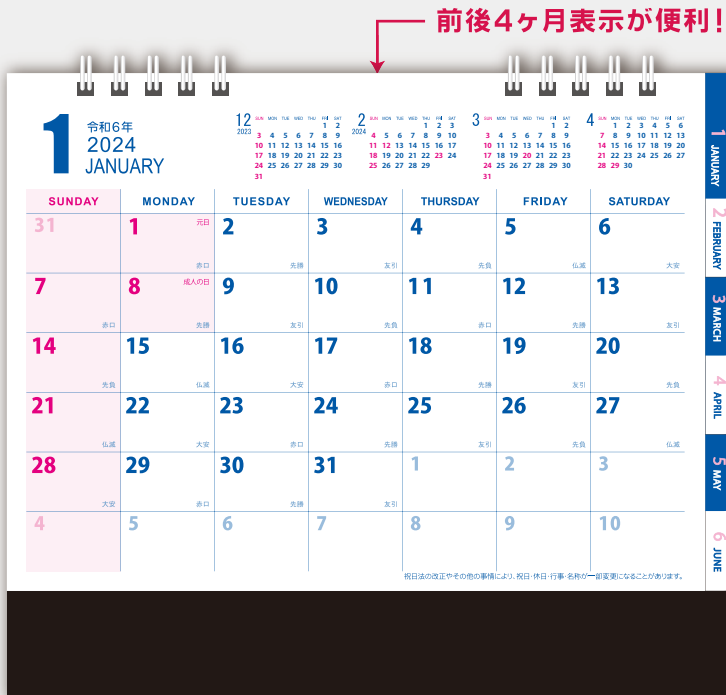 前後4ヶ月表示が便利!
1
令和6年
2024
JANUARY
12
2023
SUN MON TUE WED THU FRI SAT
1 2
3 4 5 6 7 8 9
10 11 12 13 14 15 16
17 18 19 20 21 22 23
24 25 26 27 28 29 30
31
2
2024
SUN MON TUE WED THU FRI SAT
1 2 3
4 5 6 7 8 9 10
11 12 13 14 15 16 17
18 19 20 21 22 23 24
25 26 27 28 29
3
SUN MON TUE WED THU FRI SAT
1 2
3 4 5 6 7 8 9
10 11 12 13 14 15 16
17 18 19 20 21 22 23
24 25 26 27 28 29 30
31
4
SUN MON TUE WED THU FRI SAT
1 2 3 4 5 6
7 8 9 10 11 12 13
14 15 16 17 18 19 20
21 22 23 24 25 26 27
28 29 30
SUNDAY MONDAY TUESDAY WEDNESDAY THURSDAY FRIDAY SATURDAY
31 1 元日 2 3 4 5 6
赤口 先勝 友引 先負 仏滅 大安
7 8 成人の日 9 10 11 12 13
赤口 先勝 友引 先負 赤口 先勝 友引
14 15 16 17 18 19 20
先負 仏滅 大安 赤口 先勝 友引 先負
21 22 23 24 25 26 27
仏滅 大安 赤口 先勝 友引 先負 仏滅
28 29 30 31 1 2 3
大安 赤口 先勝 友引
4 5 6 7 8 9 10
祝日法の改正やその他の事情により、祝日・休日・行事・名称が一部変更になることがあります。
1 JANUARY
2 FEBRUARY
3 MARCH
4 APRIL
5 MAY
6 JUNE